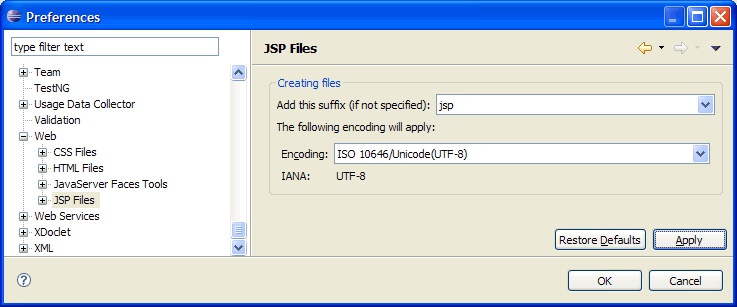 Preferences
type filter text
Team
TestNG
Usage Data Collector
Validation
Web
CSS Files
HTML Files
JavaServer Faces Tools
JSP Files
Web Services
XDoclet
XML
JSP Files
Creating files
Add this suffix (if not specified): jsp
The following encoding will apply:
Encoding: ISO 10646/Unicode(UTF-8)
IANA: UTF-8
Restore Defaults Apply
? OK Cancel